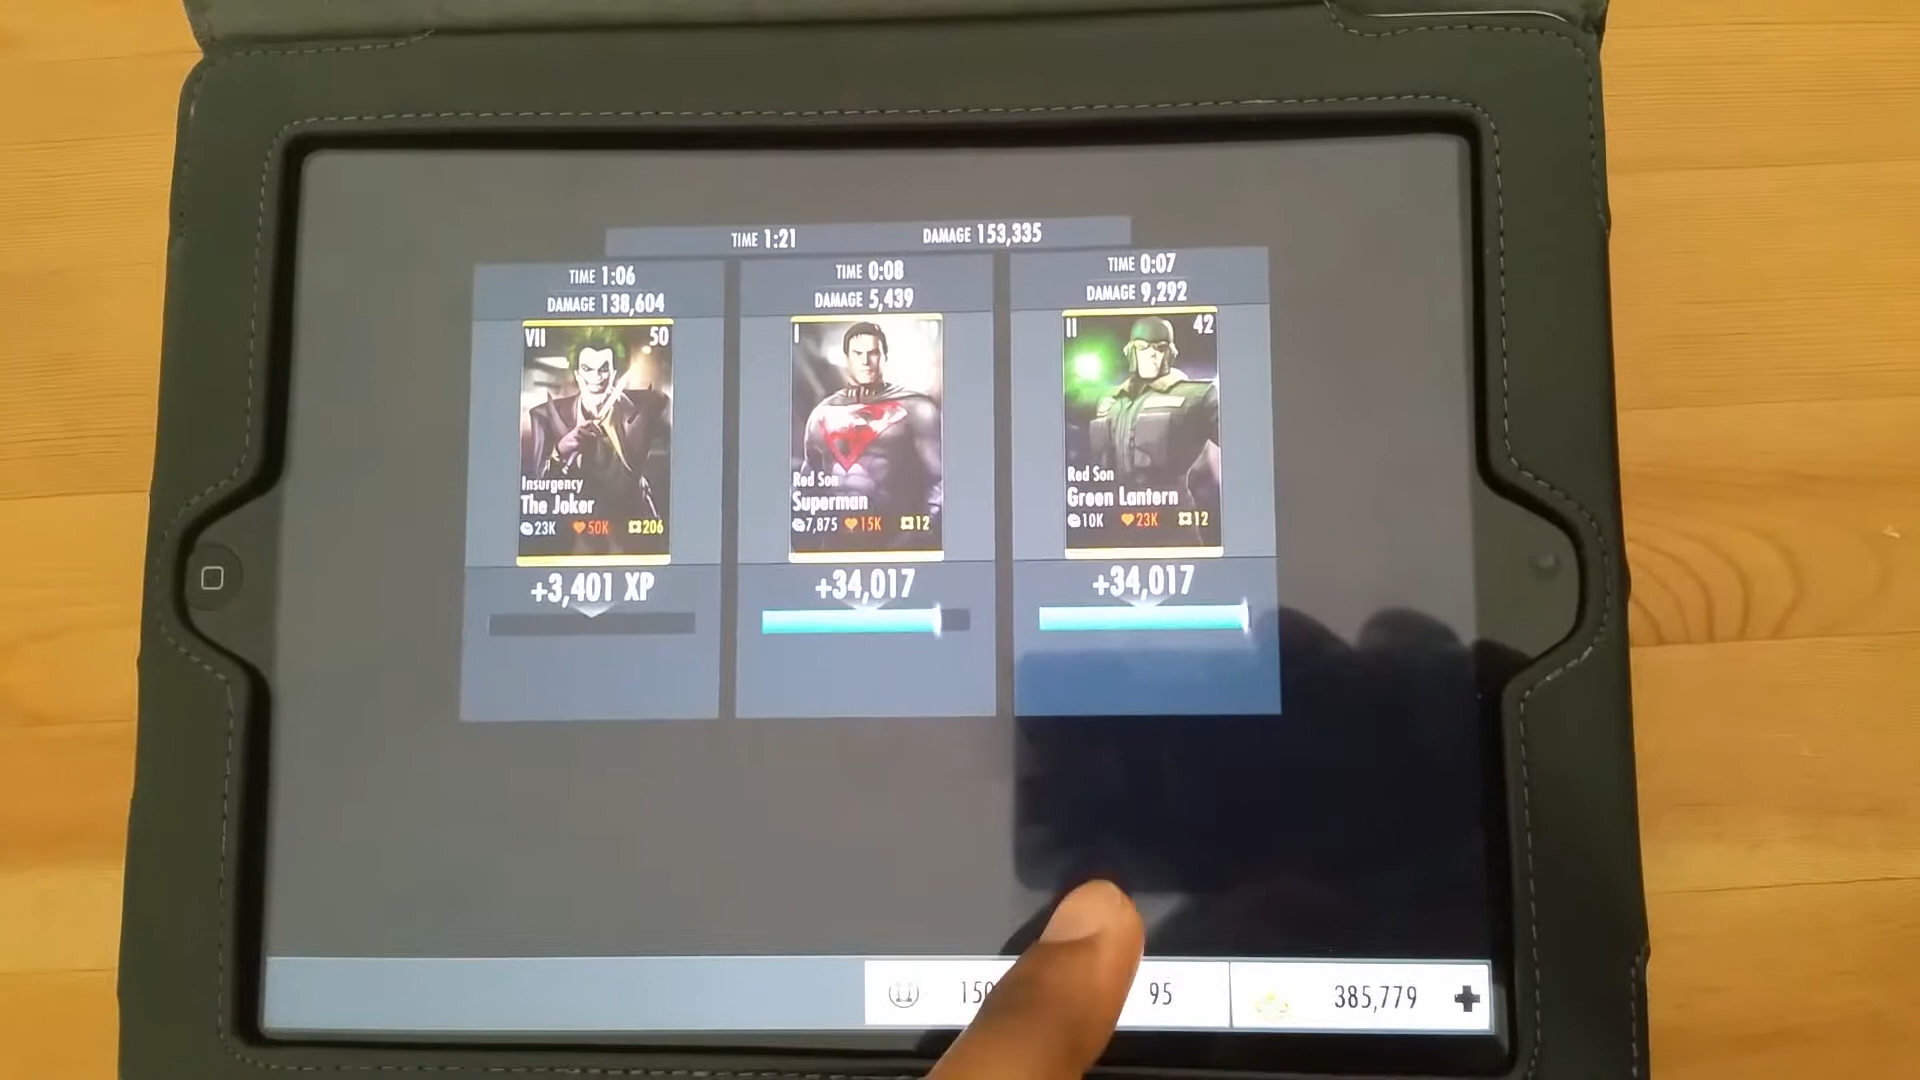 TIME 1:21 DAMAGE 153,335
TIME 1:06
DAMAGE 138,604
VII 50
Insurgency
The Joker
23K 50K 206
+3,401 XP
TIME 0:08
DAMAGE 5,439
I
Red Son
Superman
7,875 15K 12
+34,017
TIME 0:07
DAMAGE 9,292
II 42
Red Son
Green Lantern
10K 23K 12
+34,017
95 385,779